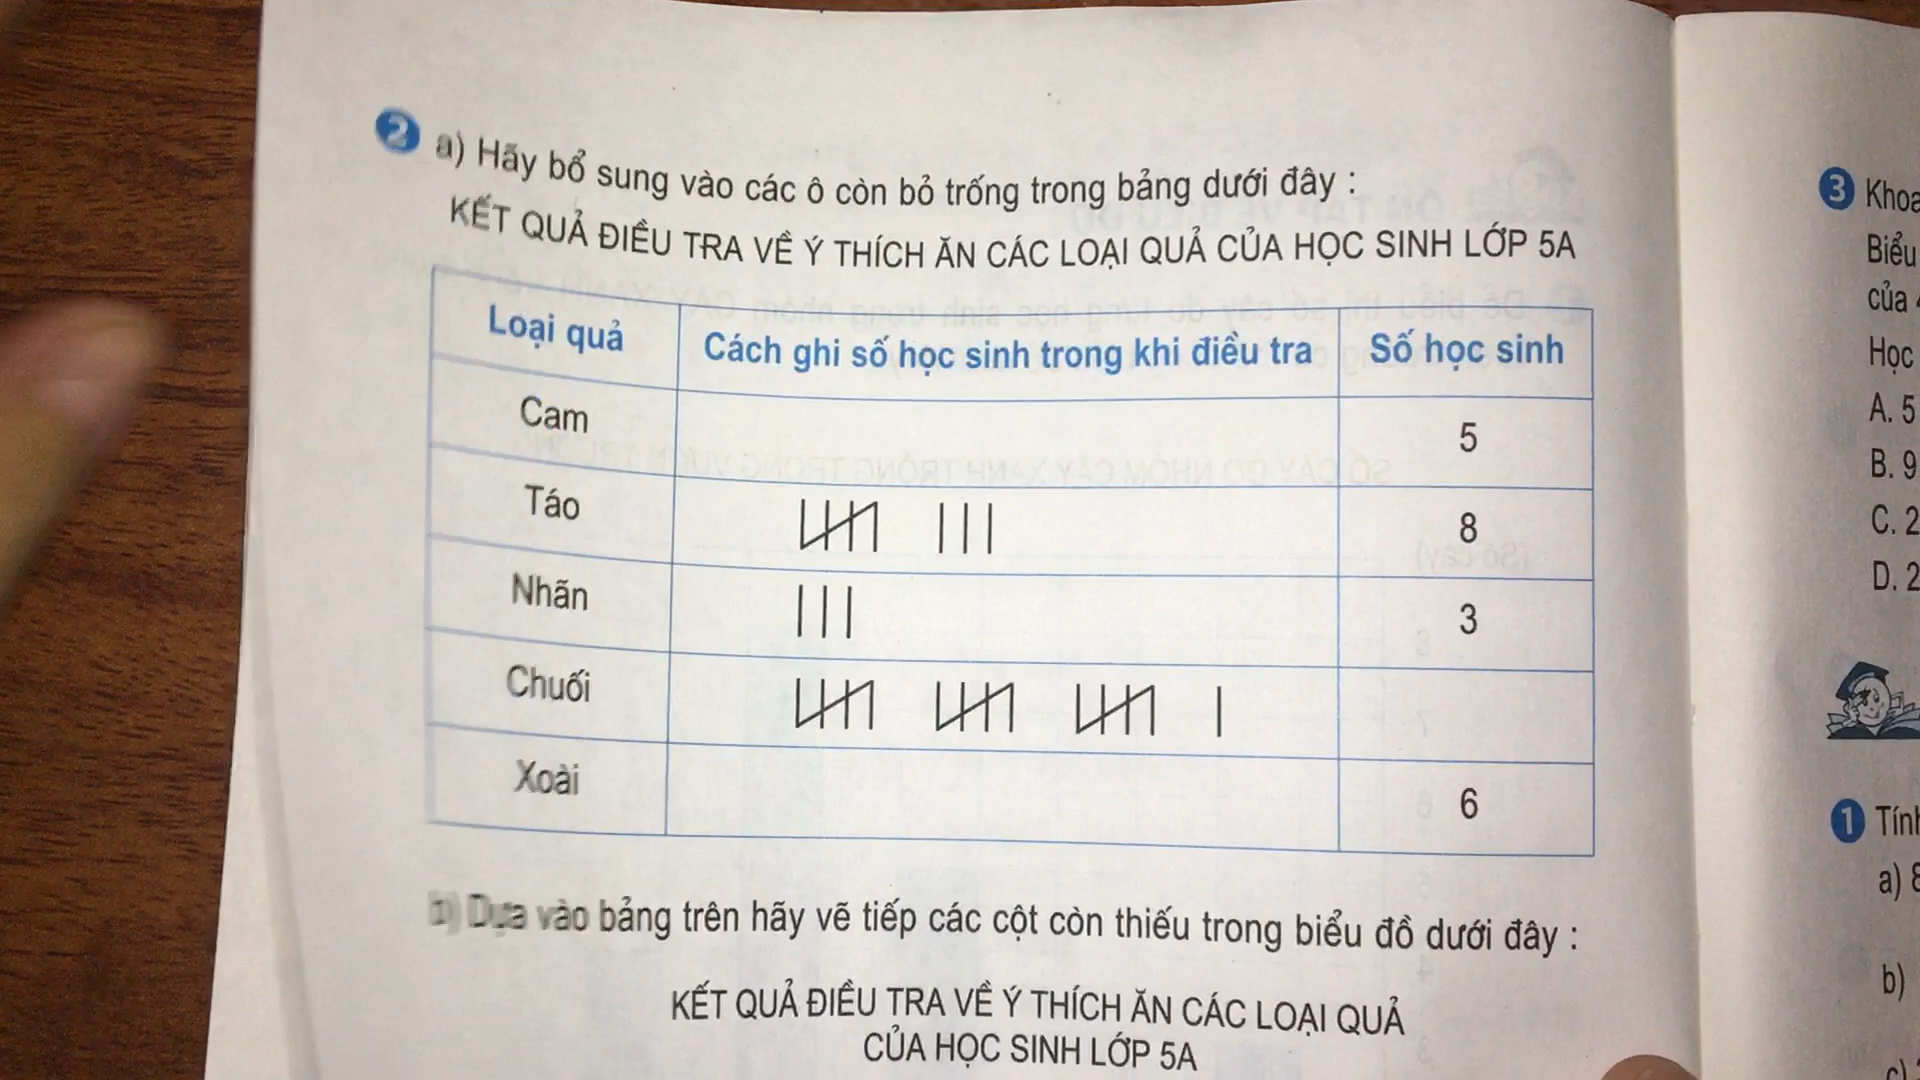 2 a) Hãy bổ sung vào các ô còn bỏ trống trong bảng dưới đây :
KẾT QUẢ ĐIỀU TRA VỀ Ý THÍCH ĂN CÁC LOẠI QUẢ CỦA HỌC SINH LỚP 5A
Loại quả Cách ghi số học sinh trong khi điều tra Số học sinh
Cam 5
Táo 8
Nhãn 3
Chuối
Xoài 6
b) Dựa vào bảng trên hãy vẽ tiếp các cột còn thiếu trong biểu đồ dưới đây :
KẾT QUẢ ĐIỀU TRA VỀ Ý THÍCH ĂN CÁC LOẠI QUẢ
CỦA HỌC SINH LỚP 5A
3
Biểu
của
Học
A. 5
B. 9
C. 2
D. 2
1 Tính
a)
b)
c)